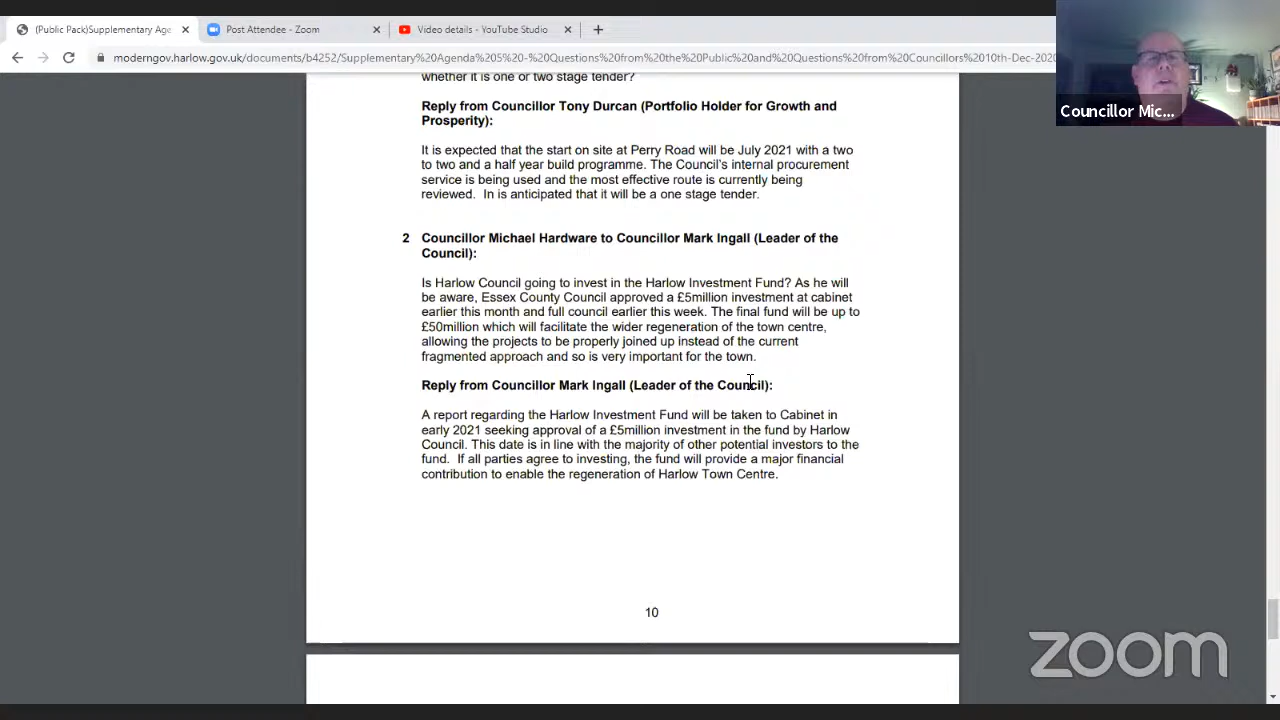 (Public Pack)Supplementary Age
Post Attendee - Zoom
Video details - YouTube Studio
moderngov.harlow.gov.uk/documents/b4252/Supplementary%20Agenda%205%20-%20Questions%20from%20the%20Public%20and%20Questions%20from%20Councillors%2010th-Dec-2020
Councillor Mic...
whether it is one or two stage tender?
Reply from Councillor Tony Durcan (Portfolio Holder for Growth and
Prosperity):
It is expected that the start on site at Perry Road will be July 2021 with a two
to two and a half year build programme. The Council's internal procurement
service is being used and the most effective route is currently being
reviewed. In is anticipated that it will be a one stage tender.
2 Councillor Michael Hardware to Councillor Mark Ingall (Leader of the
Council):
Is Harlow Council going to invest in the Harlow Investment Fund? As he will
be aware, Essex County Council approved a £5million investment at cabinet
earlier this month and full council earlier this week. The final fund will be up to
£50million which will facilitate the wider regeneration of the town centre,
allowing the projects to be properly joined up instead of the current
fragmented approach and so is very important for the town.
Reply from Councillor Mark Ingall (Leader of the Council):
A report regarding the Harlow Investment Fund will be taken to Cabinet in
early 2021 seeking approval of a £5million investment in the fund by Harlow
Council. This date is in line with the majority of other potential investors to the
fund. If all parties agree to investing, the fund will provide a major financial
contribution to enable the regeneration of Harlow Town Centre.
10
zoom